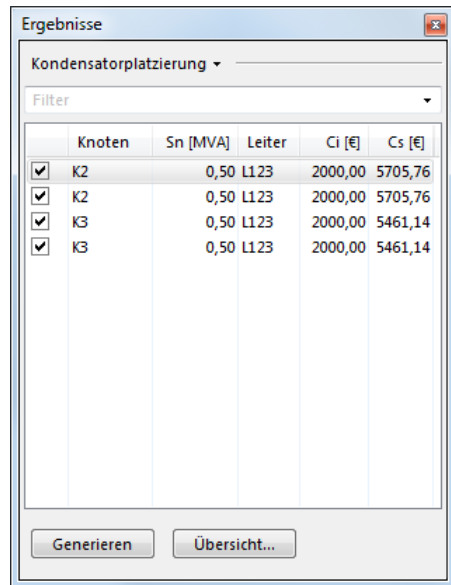 Ergebnisse
Kondensatorplatzierung
Filter
Knoten Sn [MVA] Leiter Ci [€] Cs [€]
K2 0,50 L123 2000,00 5705,76
K2 0,50 L123 2000,00 5705,76
K3 0,50 L123 2000,00 5461,14
K3 0,50 L123 2000,00 5461,14
Generieren Übersicht...